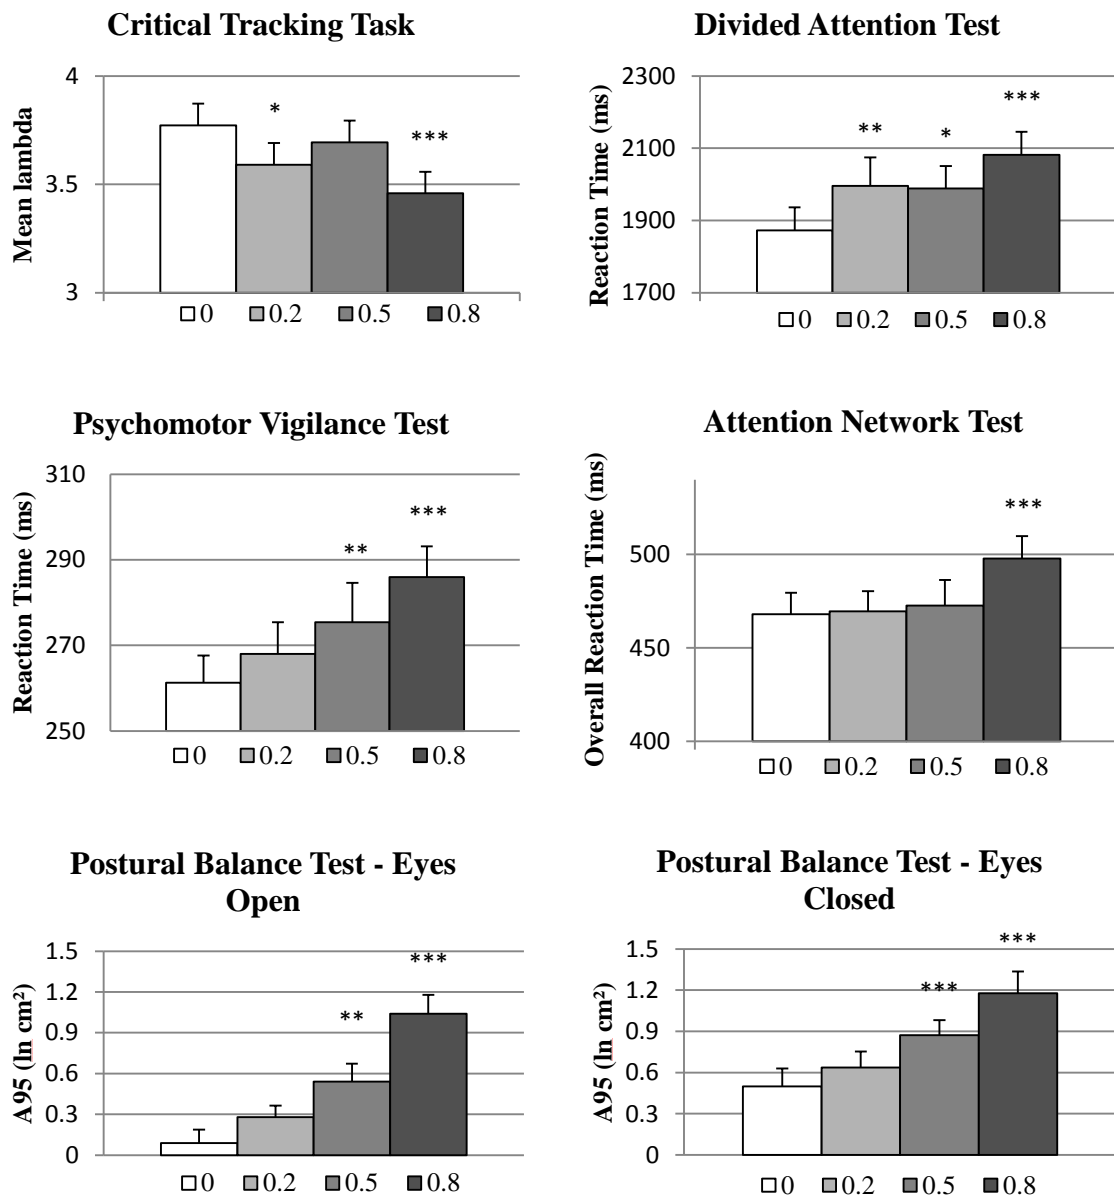 Critical Tracking Task
Mean lambda
4
3.5
3
*
***
0 0.2 0.5 0.8
Divided Attention Test
Reaction Time (ms)
2300
2100
1900
1700
**
*
***
0 0.2 0.5 0.8
Psychomotor Vigilance Test
Reaction Time (ms)
310
290
270
250
**
***
0 0.2 0.5 0.8
Attention Network Test
Overall Reaction Time (ms)
500
450
400
***
0 0.2 0.5 0.8
Postural Balance Test - Eyes
Open
A95 (ln cm²)
1.5
1.2
0.9
0.6
0.3
0
**
***
0 0.2 0.5 0.8
Postural Balance Test - Eyes
Closed
A95 (ln cm²)
1.5
1.2
0.9
0.6
0.3
0
***
***
0 0.2 0.5 0.8